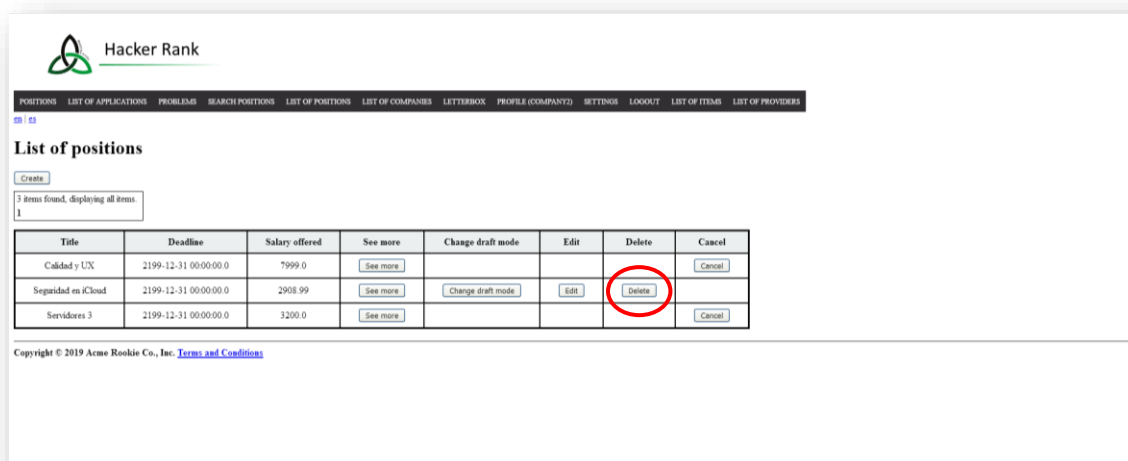 Hacker Rank
POSITIONS LIST OF APPLICATIONS PROBLEMS SEARCH POSITIONS LIST OF POSITIONS LIST OF COMPANIES LETTERBOX PROFILE (COMPANY2) SETTINGS LOGOUT LIST OF ITEMS LIST OF PROVIDERS
en | es
List of positions
Create
3 items found, displaying all items.
1
Title Deadline Salary offered See more Change draft mode Edit Delete Cancel
Calidad y UX 2199-12-31 00:00:00.0 7999.0 See more Cancel
Seguridad en iCloud 2199-12-31 00:00:00.0 2908.99 See more Change draft mode Edit Delete
Servidores 3 2199-12-31 00:00:00.0 3200.0 See more Cancel
Copyright © 2019 Acme Rookie Co., Inc. Terms and Conditions